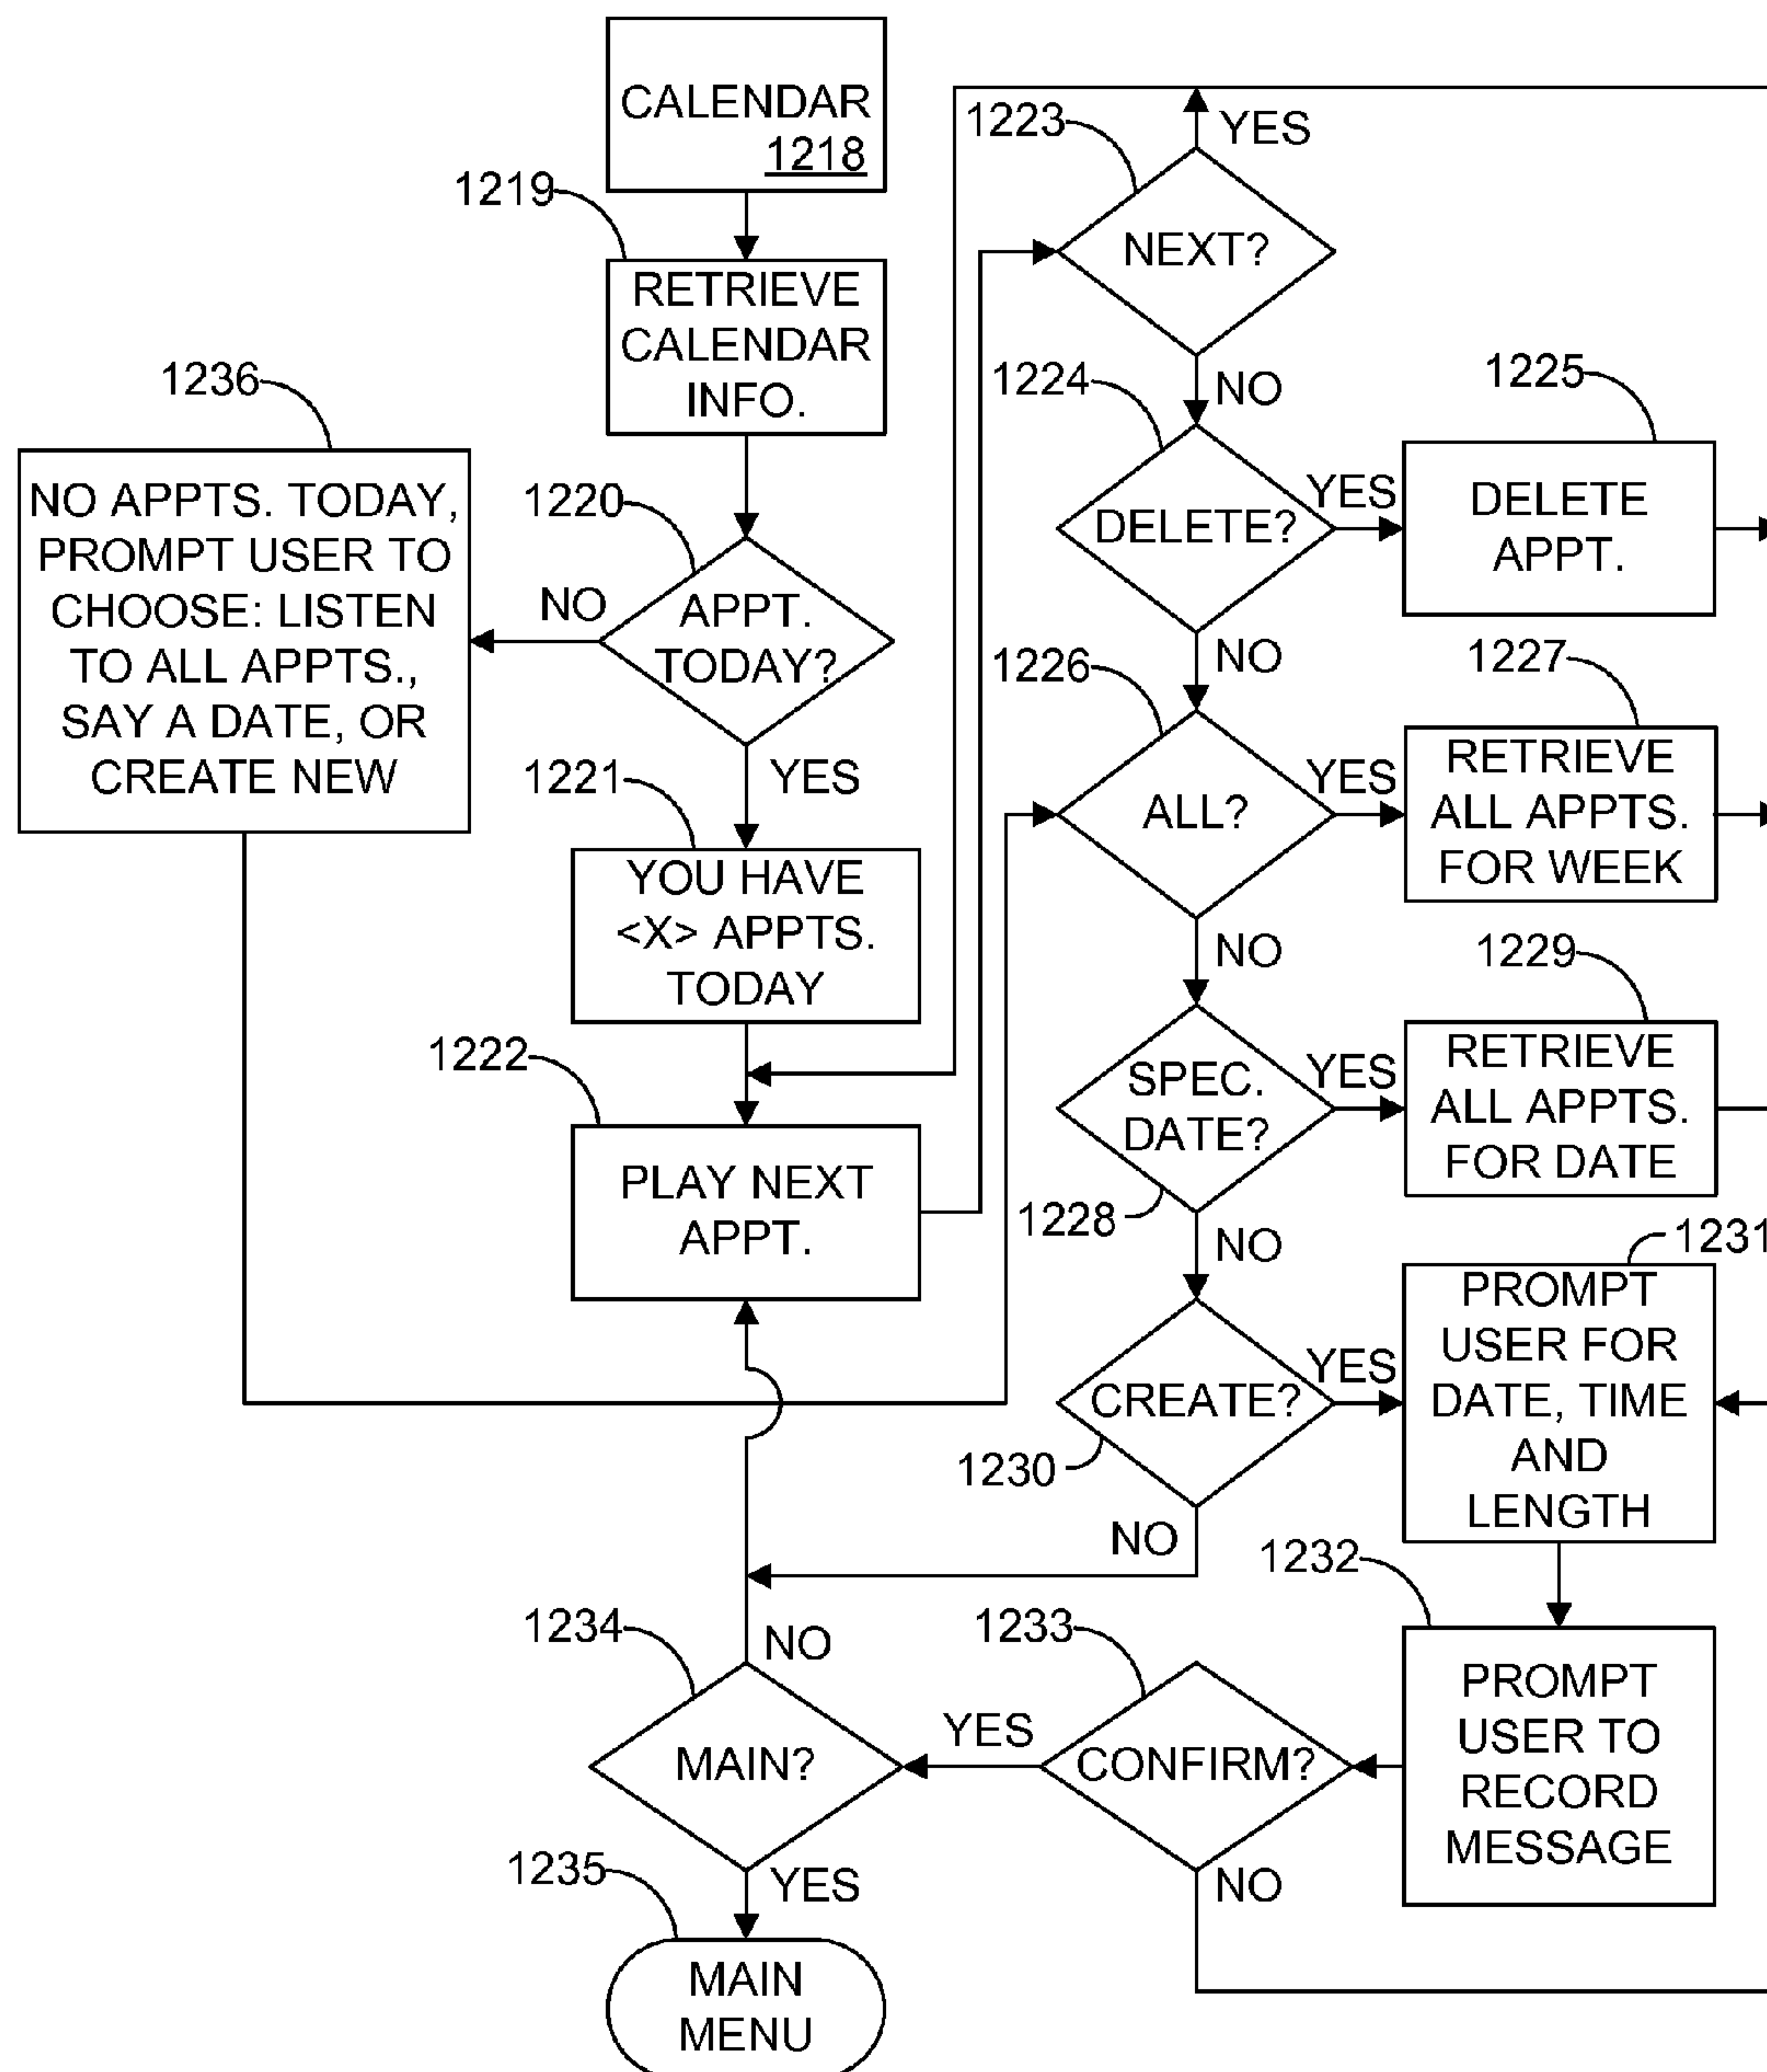 CALENDAR
1218
1219
RETRIEVE
CALENDAR
INFO.
1236
NO APPTS. TODAY,
PROMPT USER TO
CHOOSE: LISTEN
TO ALL APPTS.,
SAY A DATE, OR
CREATE NEW
1220
NO
APPT.
TODAY?
YES
1221
YOU HAVE
<X> APPTS.
TODAY
1222
PLAY NEXT
APPT.
1223
YES
NEXT?
NO
1224
DELETE?
YES
1225
DELETE
APPT.
NO
1226
ALL?
YES
1227
RETRIEVE
ALL APPTS.
FOR WEEK
NO
SPEC.
DATE?
1228
YES
1229
RETRIEVE
ALL APPTS.
FOR DATE
NO
CREATE?
1230
YES
1231
PROMPT
USER FOR
DATE, TIME
AND
LENGTH
NO
1232
PROMPT
USER TO
RECORD
MESSAGE
1233
CONFIRM?
YES
NO
1234
NO
MAIN?
YES
1235
MAIN
MENU